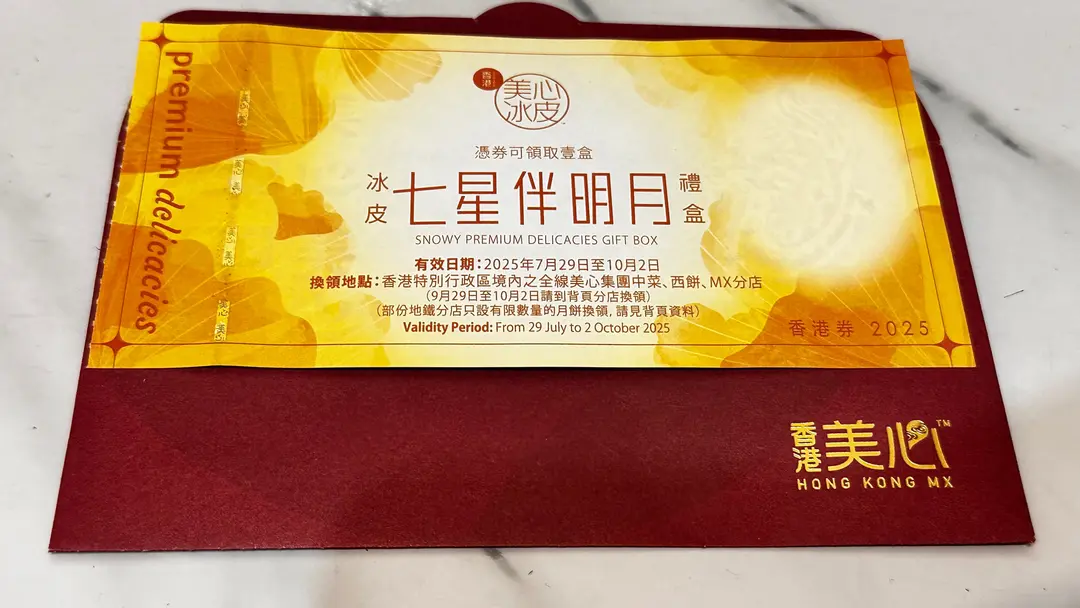 premium delicacies
香港
美心
冰皮
憑券可領取壹盒
冰皮 七星伴明月 禮盒
SNOWY PREMIUM DELICACIES GIFT BOX
有效日期：2025年7月29日至10月2日
換領地點：香港特別行政區境內之全線美心集團中菜、西餅、MX分店
（9月29日至10月2日請到背頁分店換領）
（部份地鐵分店只設有限數量的月餅換領，請見背頁資料）
Validity Period: From 29 July to 2 October 2025
香港券 2025
香港美心™
HONG KONG MX